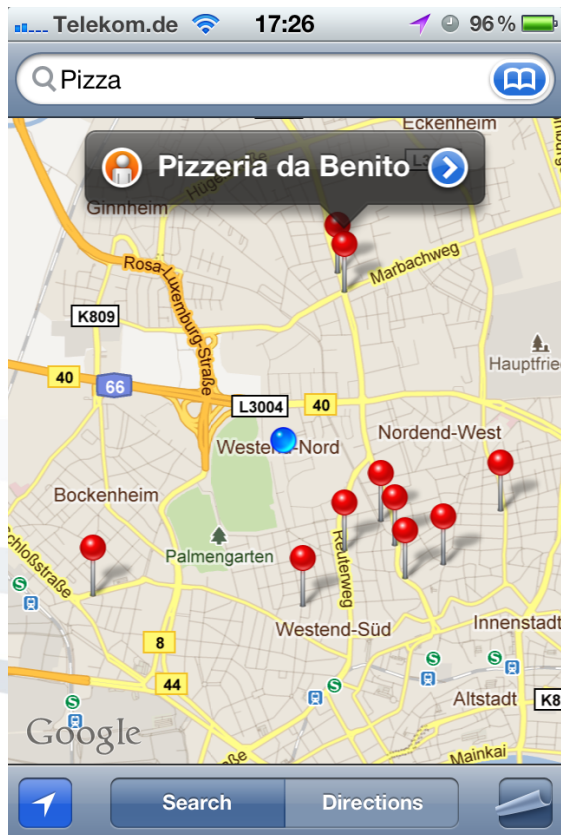 Telekom.de 17:26 96%
Pizza
Eckenheim
Pizzeria da Benito
Ginnheim
Marbachweg
Rosa-Luxemburg-Straße
K809
Hauptfrie
40
66
L3004
40
Westend-Nord
Nordend-West
Bockenheim
Schloßstraße
Palmengarten
Reuterweg
S
Westend-Süd
Innenstadt
8
S
S
44
S
S
Altstadt
K8
Google
Mainkai
Search
Directions